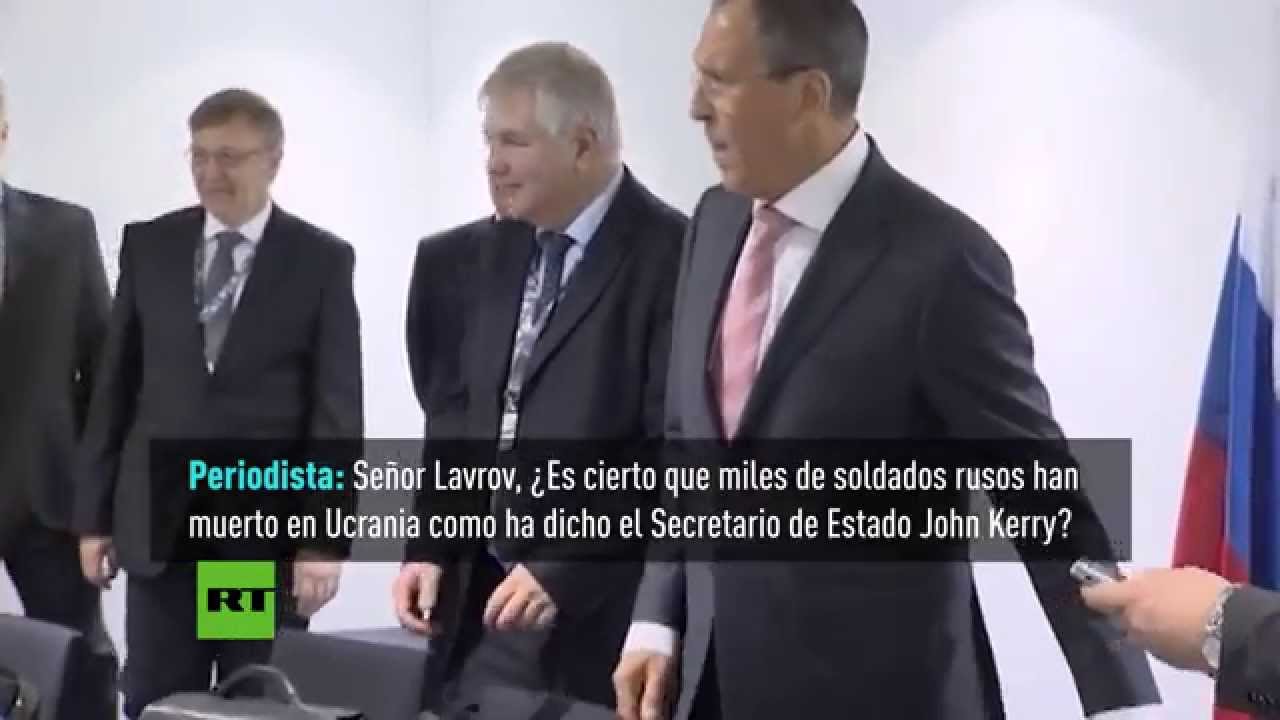 Periodista: Señor Lavrov, ¿Es cierto que miles de soldados rusos han
muerto en Ucrania como ha dicho el Secretario de Estado John Kerry?
RT